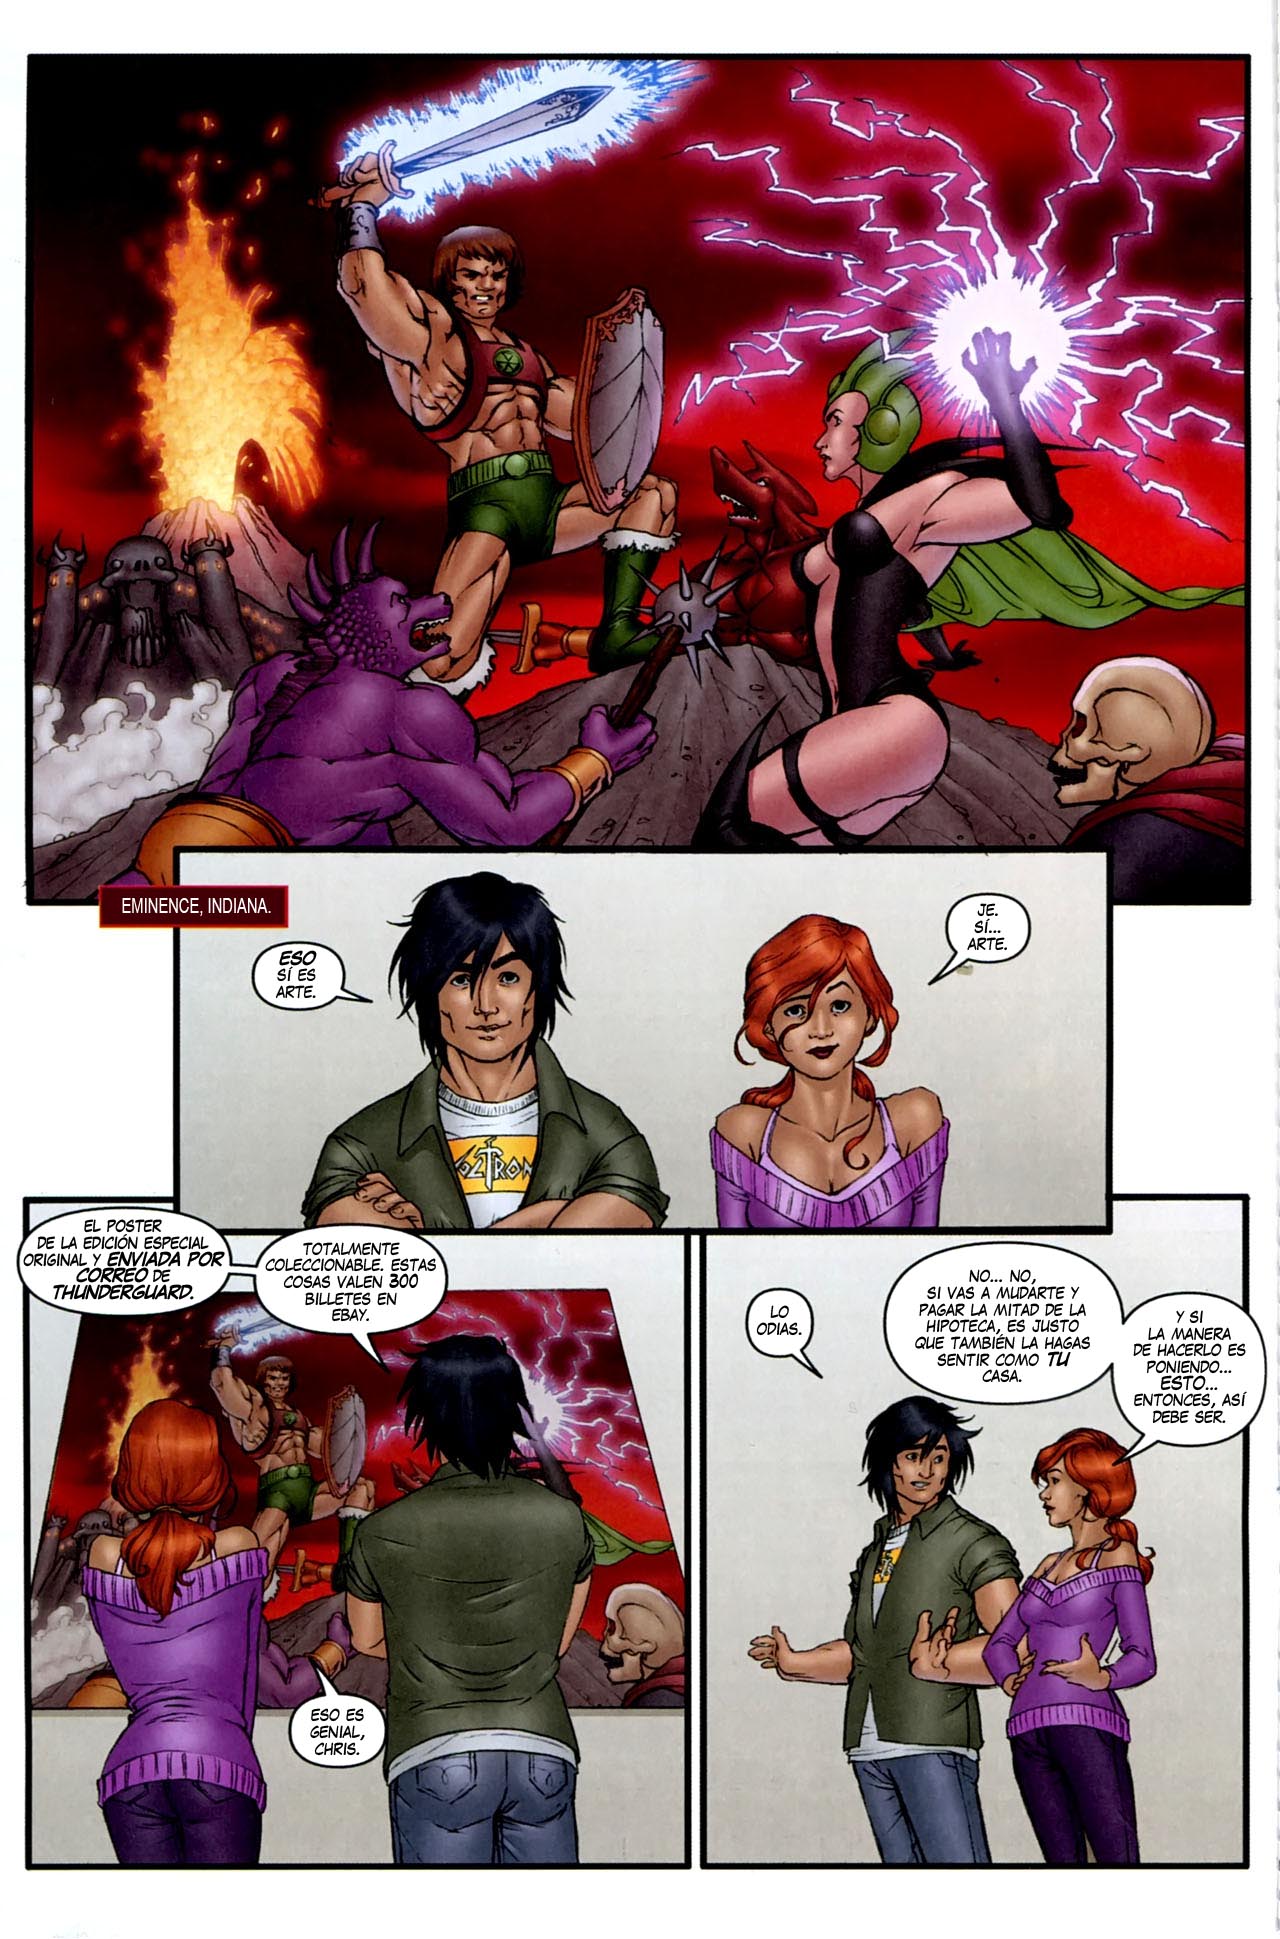 EMINENCE, INDIANA.
ESO
SÍ ES
ARTE.
JE.
SÍ...
ARTE.
VOLTRON
EL POSTER
DE LA EDICIÓN ESPECIAL
ORIGINAL Y ENVIADA POR
CORREO DE
THUNDERGUARD.
TOTALMENTE
COLECCIONABLE. ESTAS
COSAS VALEN 300
BILLETES EN
EBAY.
ESO ES
GENIAL,
CHRIS.
LO
ODIAS.
NO... NO,
SI VAS A MUDARTE Y
PAGAR LA MITAD DE LA
HIPOTECA, ES JUSTO
QUE TAMBIÉN LA HAGAS
SENTIR COMO TU
CASA.
Y SI
LA MANERA
DE HACERLO ES
PONIENDO...
ESTO...
ENTONCES, ASÍ
DEBE SER.